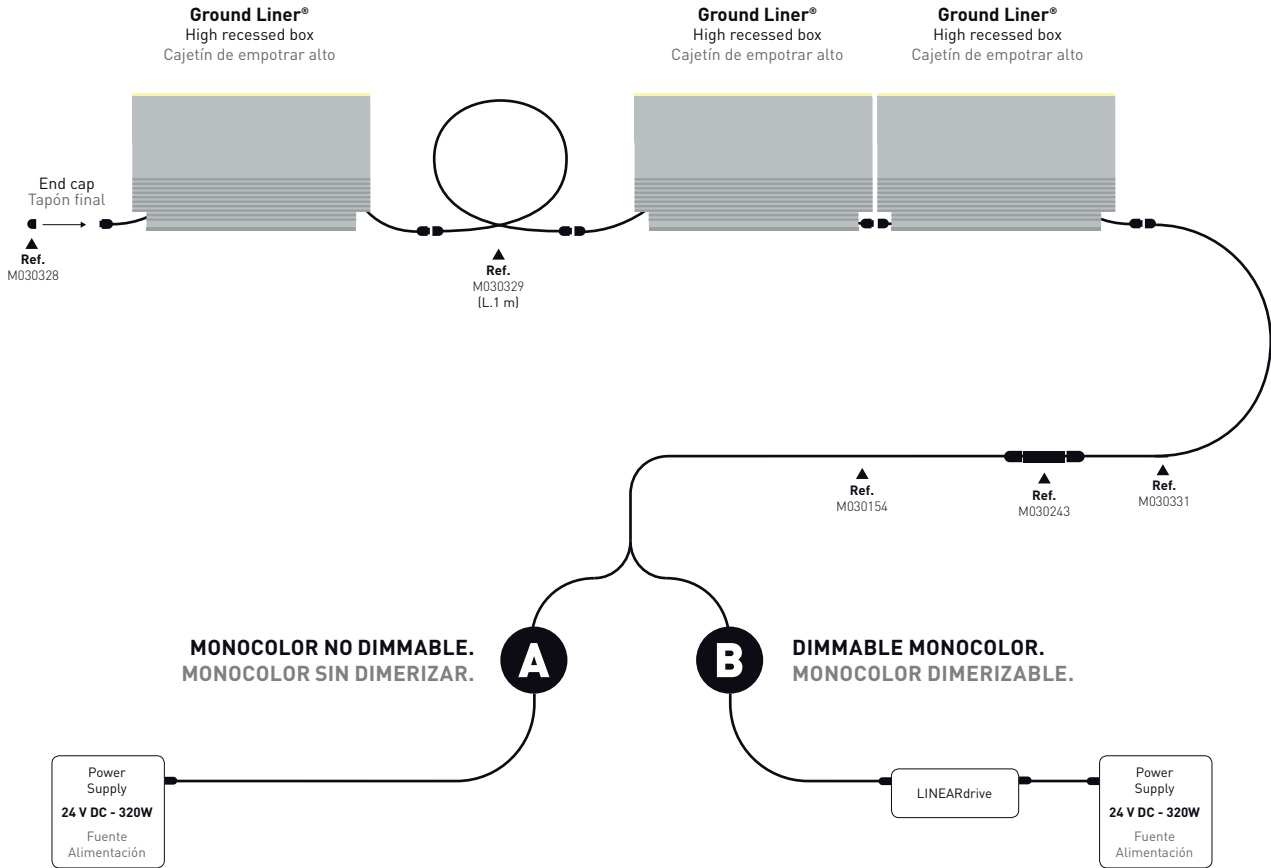 Ground Liner®
High recessed box
Cajetín de empotrar alto
Ground Liner®
High recessed box
Cajetín de empotrar alto
Ground Liner®
High recessed box
Cajetín de empotrar alto
End cap
Tapón final
Ref.
M030328
Ref.
M030329
(L.1 m)
Ref.
M030154
Ref.
M030243
Ref.
M030331
MONOCOLOR NO DIMMABLE.
MONOCOLOR SIN DIMERIZAR.
A
B
DIMMABLE MONOCOLOR.
MONOCOLOR DIMERIZABLE.
Power
Supply
24 V DC - 320W
Fuente
Alimentación
LINEARdrive
Power
Supply
24 V DC - 320W
Fuente
Alimentación